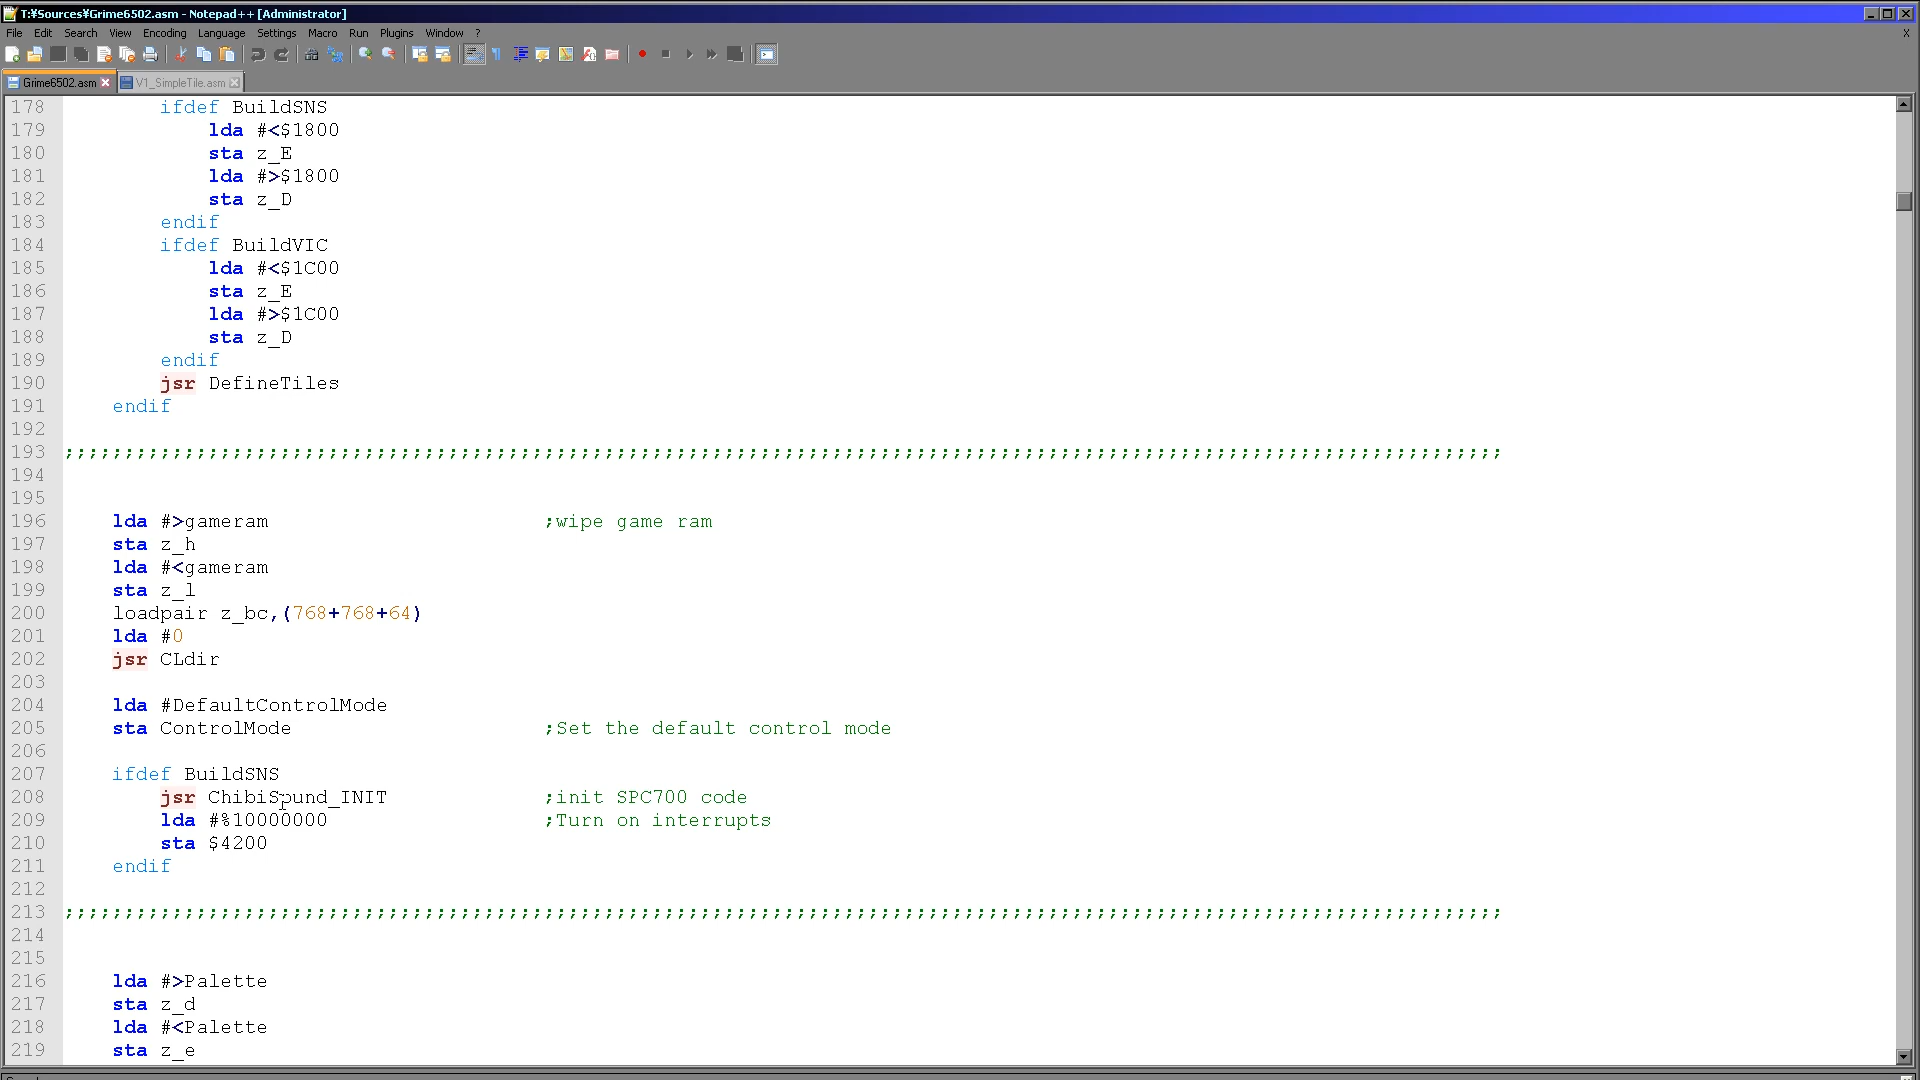 T:¥Sources¥Grime6502.asm - Notepad++ [Administrator]
File Edit Search View Encoding Language Settings Macro Run Plugins Window ? X
Grime6502.asm V1_SimpleTile.asm
178 ifdef BuildSNS
179 lda #<$1800
180 sta z_E
181 lda #>$1800
182 sta z_D
183 endif
184 ifdef BuildVIC
185 lda #<$1C00
186 sta z_E
187 lda #>$1C00
188 sta z_D
189 endif
190 jsr DefineTiles
191 endif
192
193 ;;;;;;;;;;;;;;;;;;;;;;;;;;;;;;;;;;;;;;;;;;;;;;;;;;;;;;;;;;;;;;;;;;;;;;;;;;;;;;;;;;;;;;;;;;;;;;;;;;;;;;;;;;;;;;;;;;;;;;;;
194
195
196 lda #>gameram ;wipe game ram
197 sta z_h
198 lda #<gameram
199 sta z_l
200 loadpair z_bc,(768+768+64)
201 lda #0
202 jsr CLdir
203
204 lda #DefaultControlMode
205 sta ControlMode ;Set the default control mode
206
207 ifdef BuildSNS
208 jsr ChibiSound_INIT ;init SPC700 code
209 lda #%10000000 ;Turn on interrupts
210 sta $4200
211 endif
212
213 ;;;;;;;;;;;;;;;;;;;;;;;;;;;;;;;;;;;;;;;;;;;;;;;;;;;;;;;;;;;;;;;;;;;;;;;;;;;;;;;;;;;;;;;;;;;;;;;;;;;;;;;;;;;;;;;;;;;;;;;;
214
215
216 lda #>Palette
217 sta z_d
218 lda #<Palette
219 sta z_e